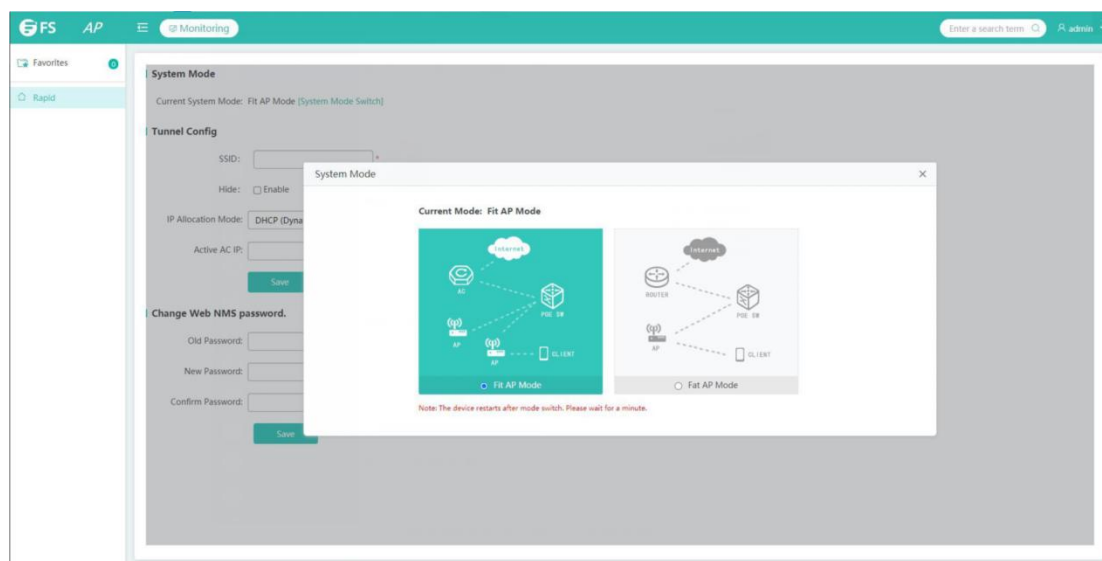 FS AP Monitoring Enter a search term admin
Favorites 0
Rapid
System Mode
Current System Mode: Fit AP Mode [System Mode Switch]
Tunnel Config
SSID: *
Hide: Enable
IP Allocation Mode: DHCP (Dyna
Active AC IP:
Save
Change Web NMS password.
Old Password:
New Password:
Confirm Password:
Save
System Mode ×
Current Mode: Fit AP Mode
Internet
AC
POE SW
AP
AP
CLIENT
Fit AP Mode
Internet
ROUTER
POE SW
AP
CLIENT
Fat AP Mode
Note: The device restarts after mode switch. Please wait for a minute.